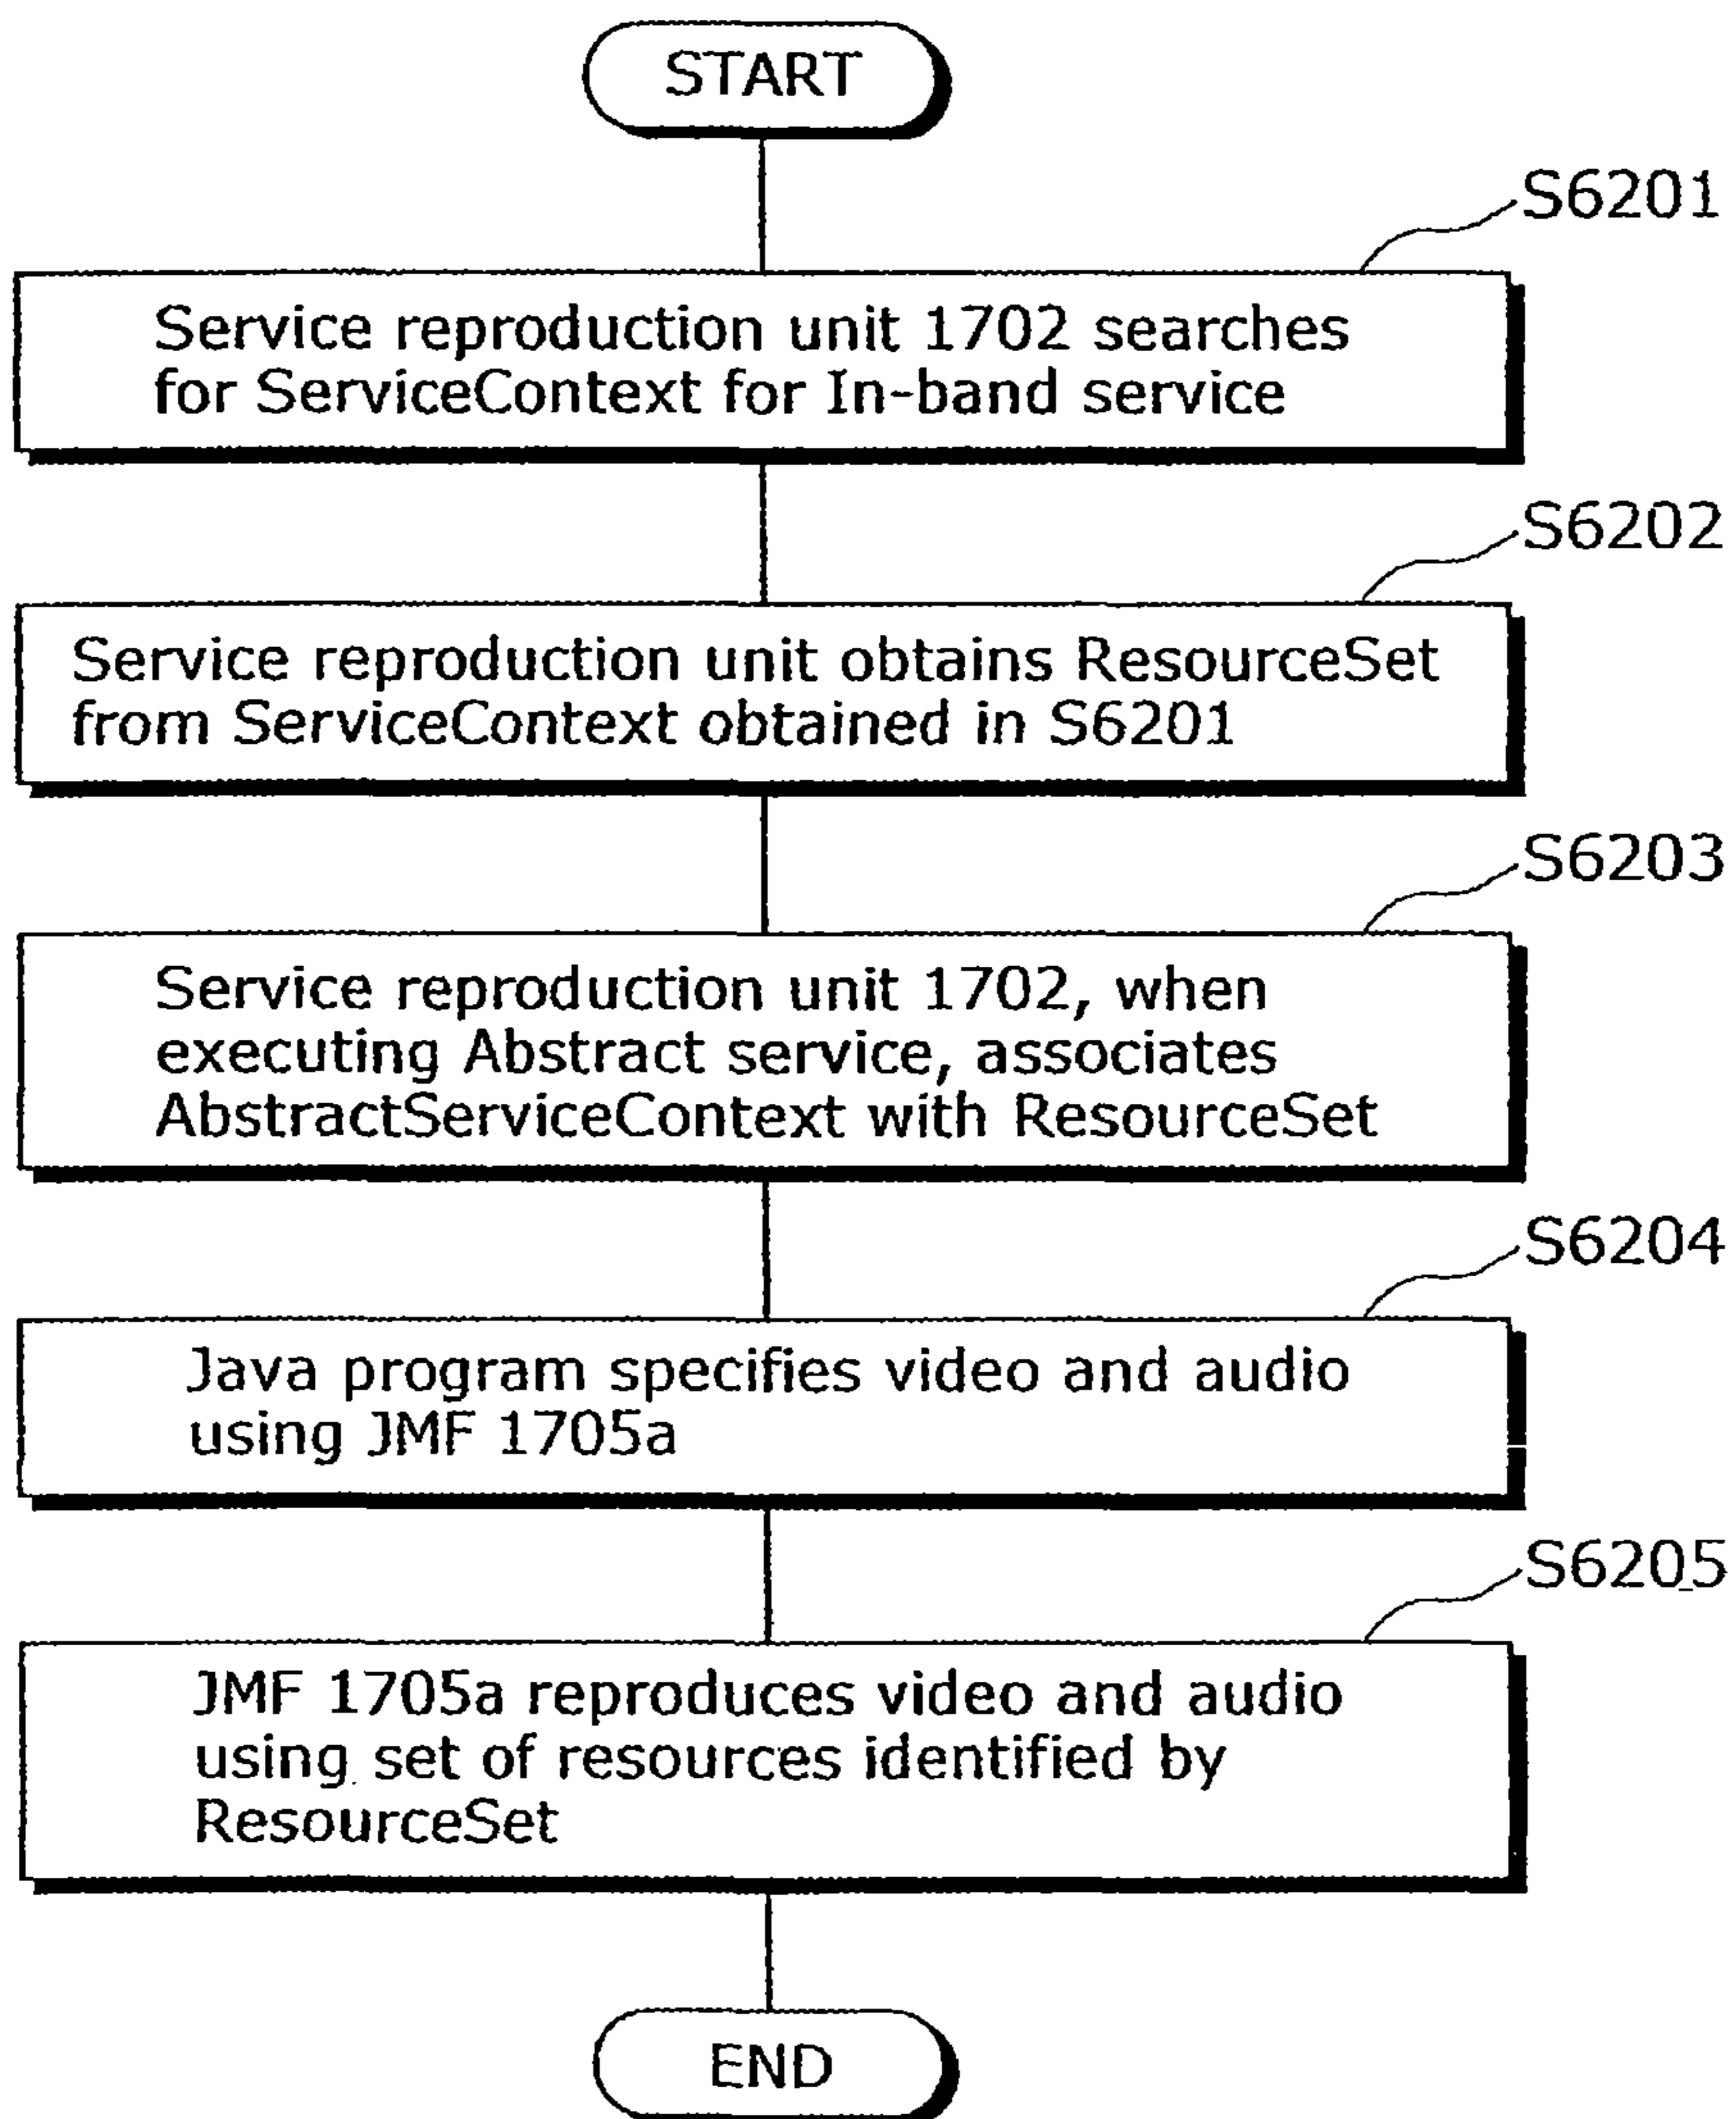 START
S6201
Service reproduction unit 1702 searches
for ServiceContext for In-band service
S6202
Service reproduction unit obtains ResourceSet
from ServiceContext obtained in S6201
S6203
Service reproduction unit 1702, when
executing Abstract service, associates
AbstractServiceContext with ResourceSet
S6204
Java program specifies video and audio
using JMF 1705a
S6205
JMF 1705a reproduces video and audio
using set of resources identified by
ResourceSet
END